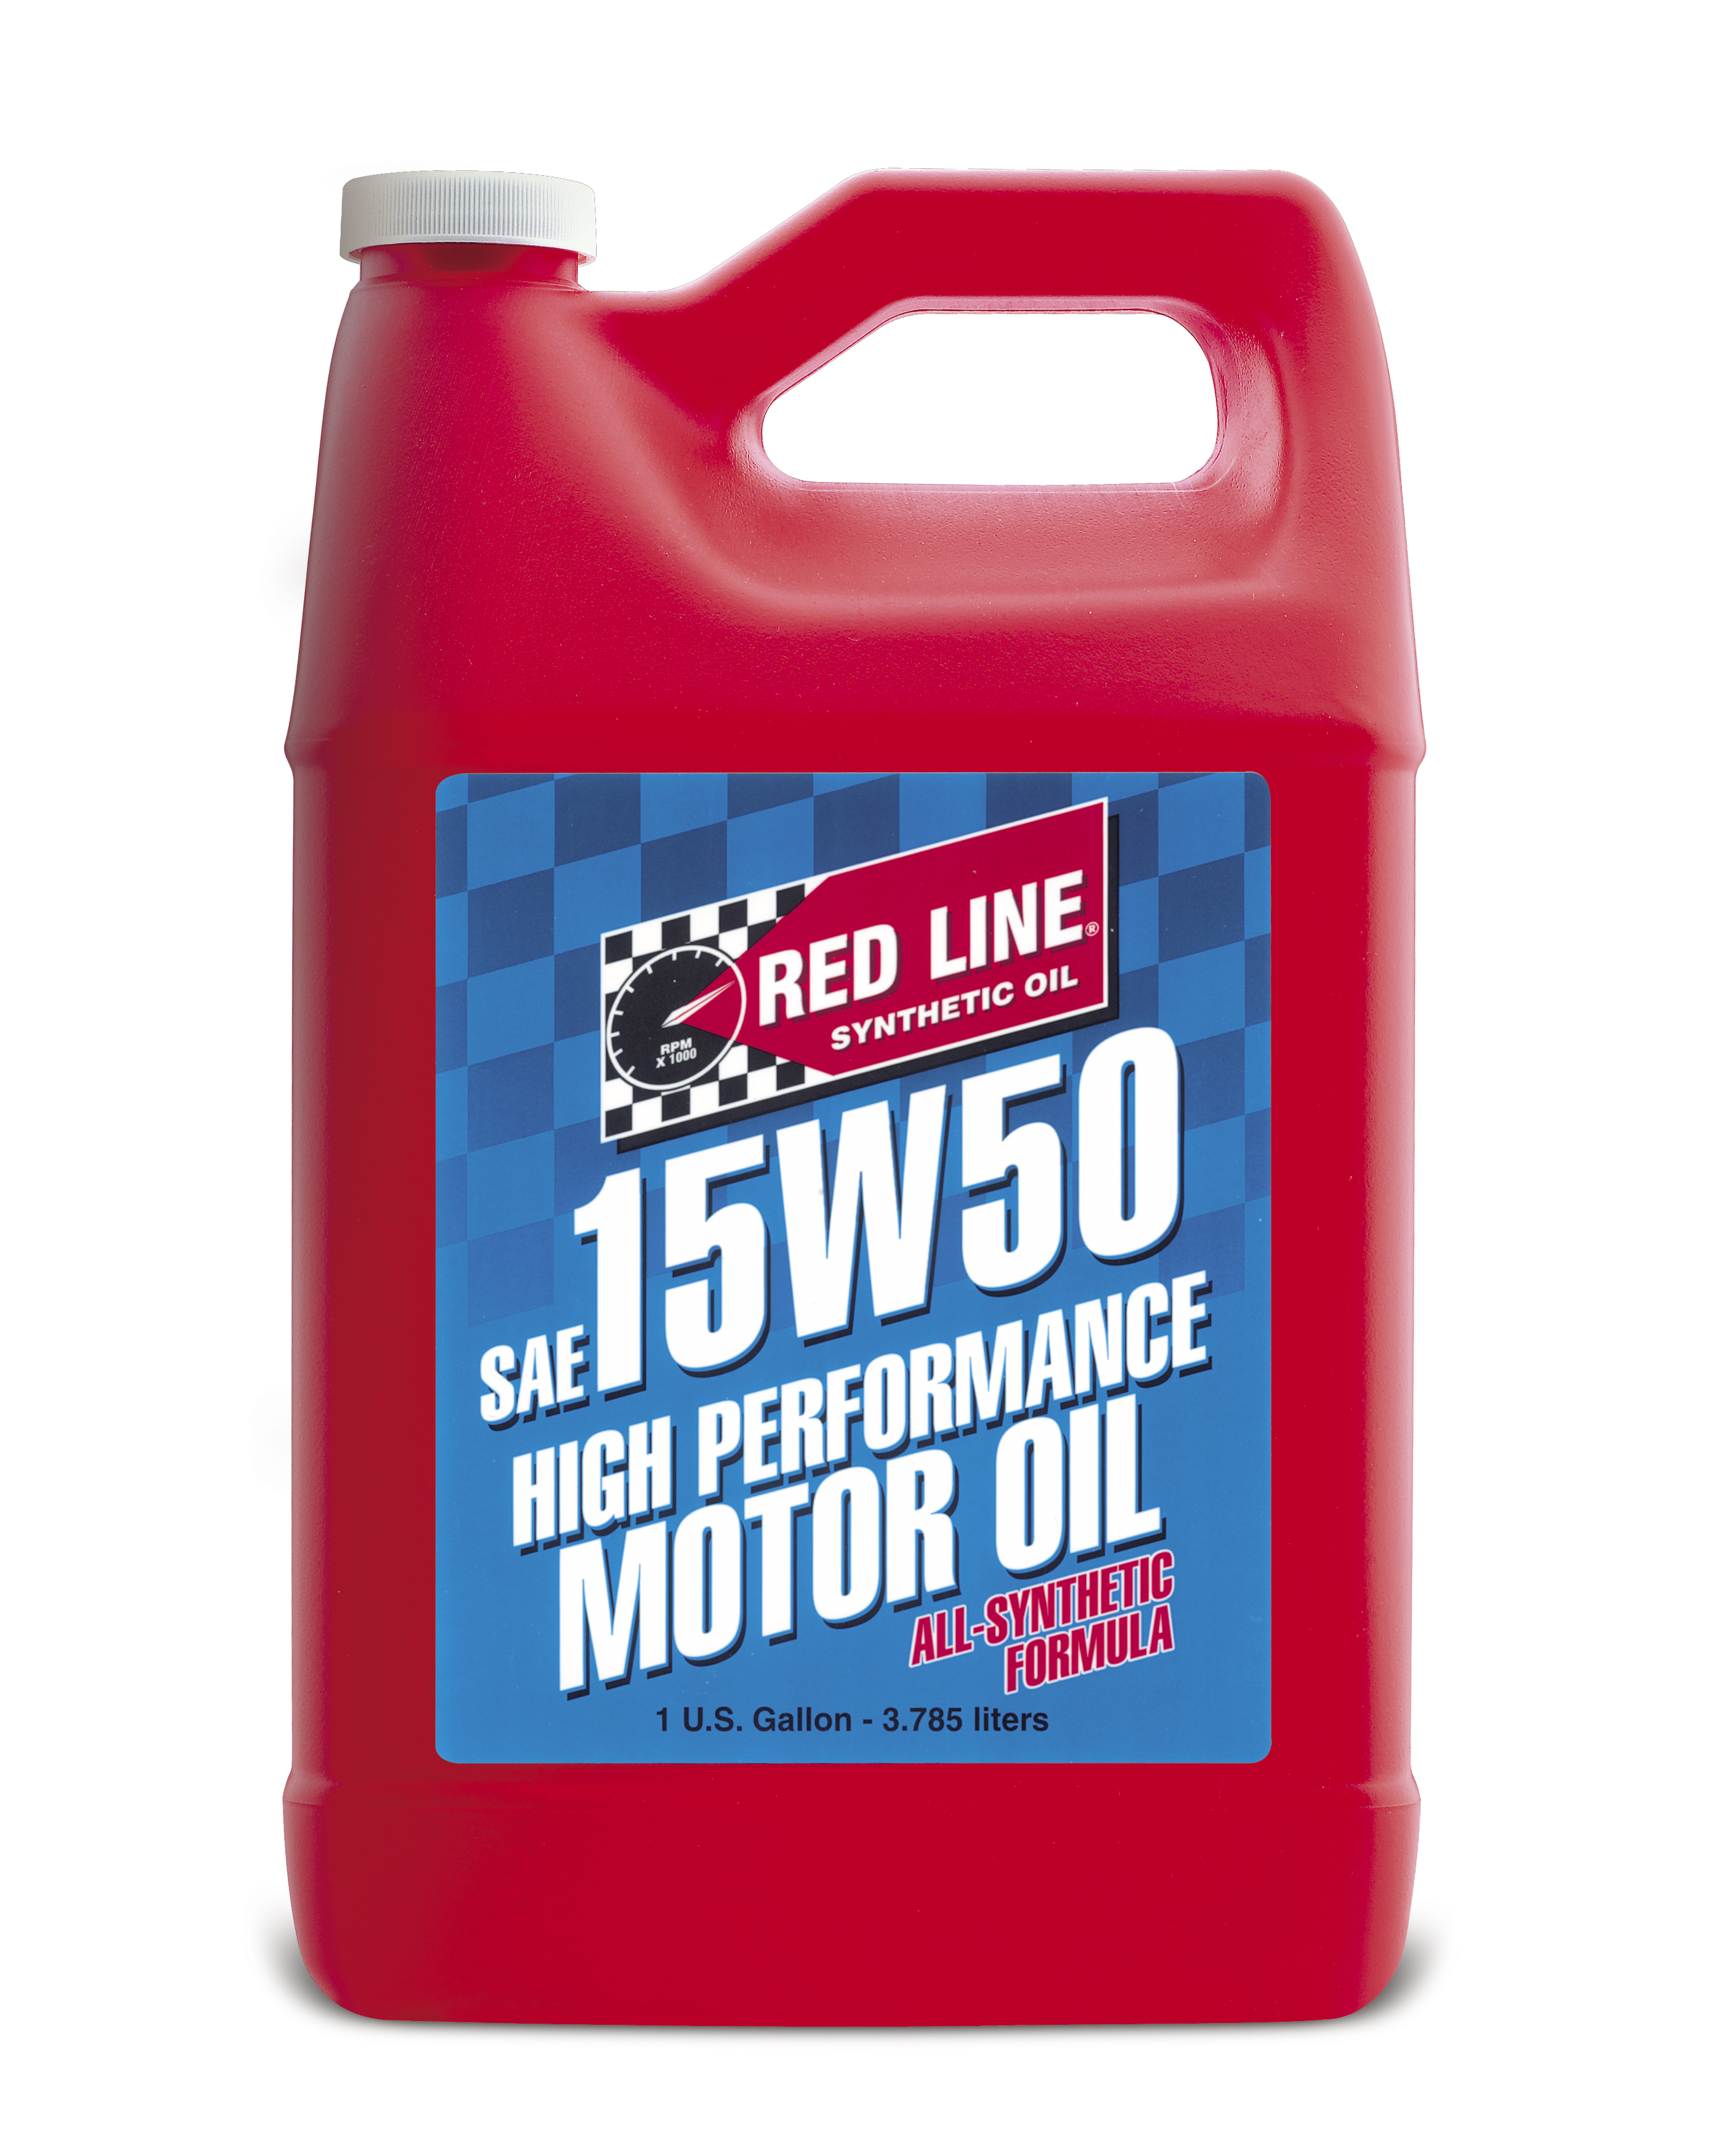 RED LINE®
SYNTHETIC OIL
RPM
X 1000
SAE 15W50
HIGH PERFORMANCE
MOTOR OIL
ALL-SYNTHETIC
FORMULA
1 U.S. Gallon - 3.785 liters